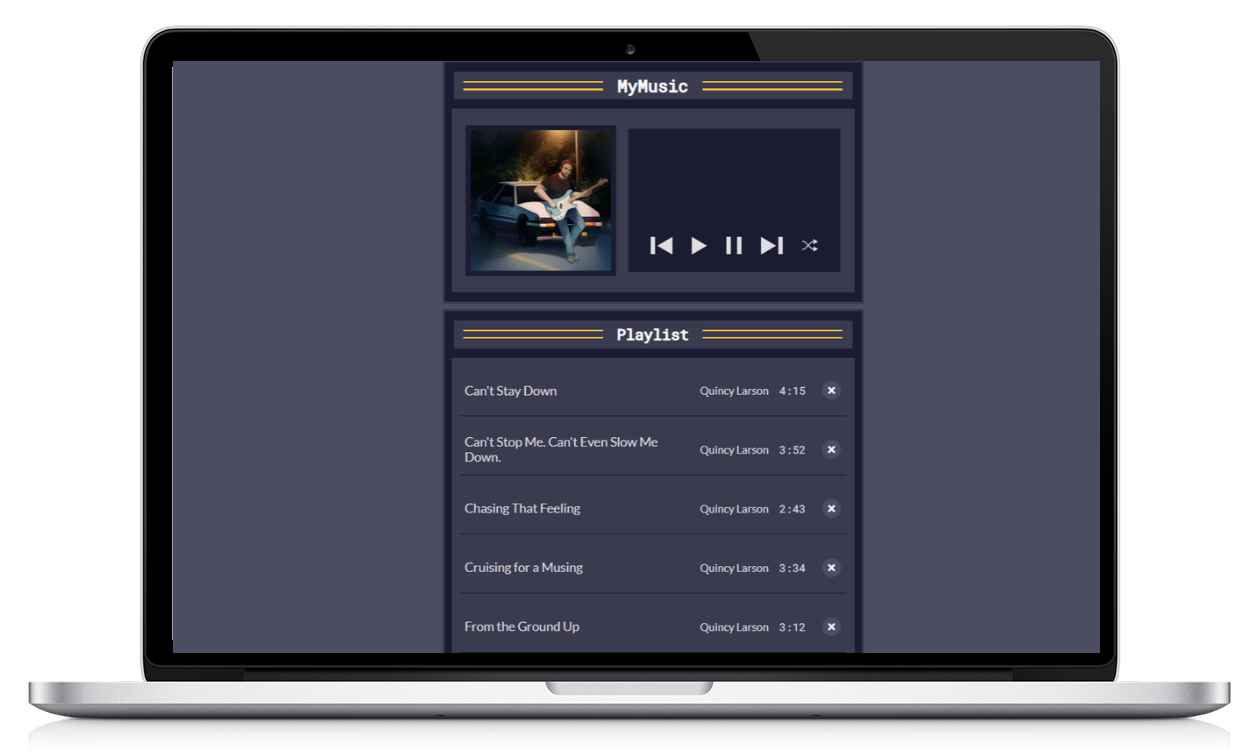 MyMusic
Playlist
Can't Stay Down Quincy Larson 4:15
Can't Stop Me. Can't Even Slow Me
Down. Quincy Larson 3:52
Chasing That Feeling Quincy Larson 2:43
Cruising for a Musing Quincy Larson 3:34
From the Ground Up Quincy Larson 3:12